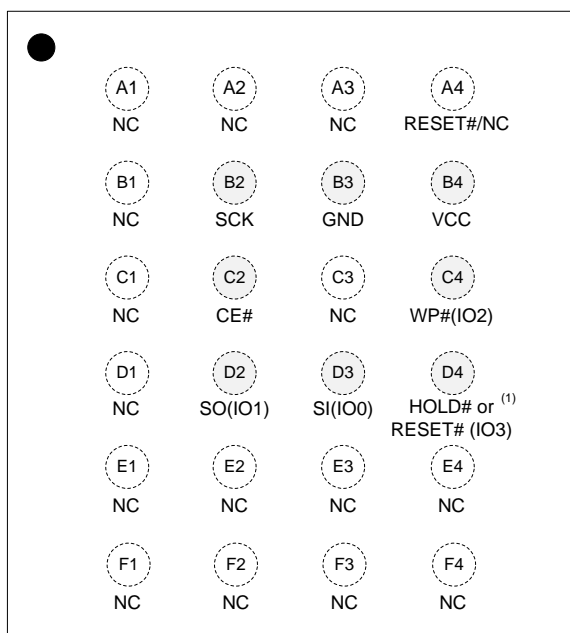 A1 A2 A3 A4
NC NC NC RESET#/NC
B1 B2 B3 B4
NC SCK GND VCC
C1 C2 C3 C4
NC CE# NC WP#(IO2)
D1 D2 D3 D4
NC SO(IO1) SI(IO0) HOLD# or (1)
RESET# (IO3)
E1 E2 E3 E4
NC NC NC NC
F1 F2 F3 F4
NC NC NC NC